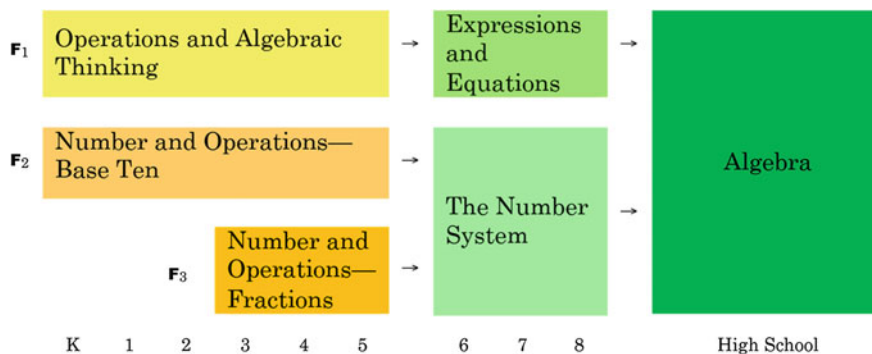 F1 Operations and Algebraic
Thinking
→ Expressions
and
Equations
→ Algebra
F2 Number and Operations—
Base Ten
→ The Number
System
→
F3 Number and
Operations—
Fractions
→
K 1 2 3 4 5 6 7 8 High School